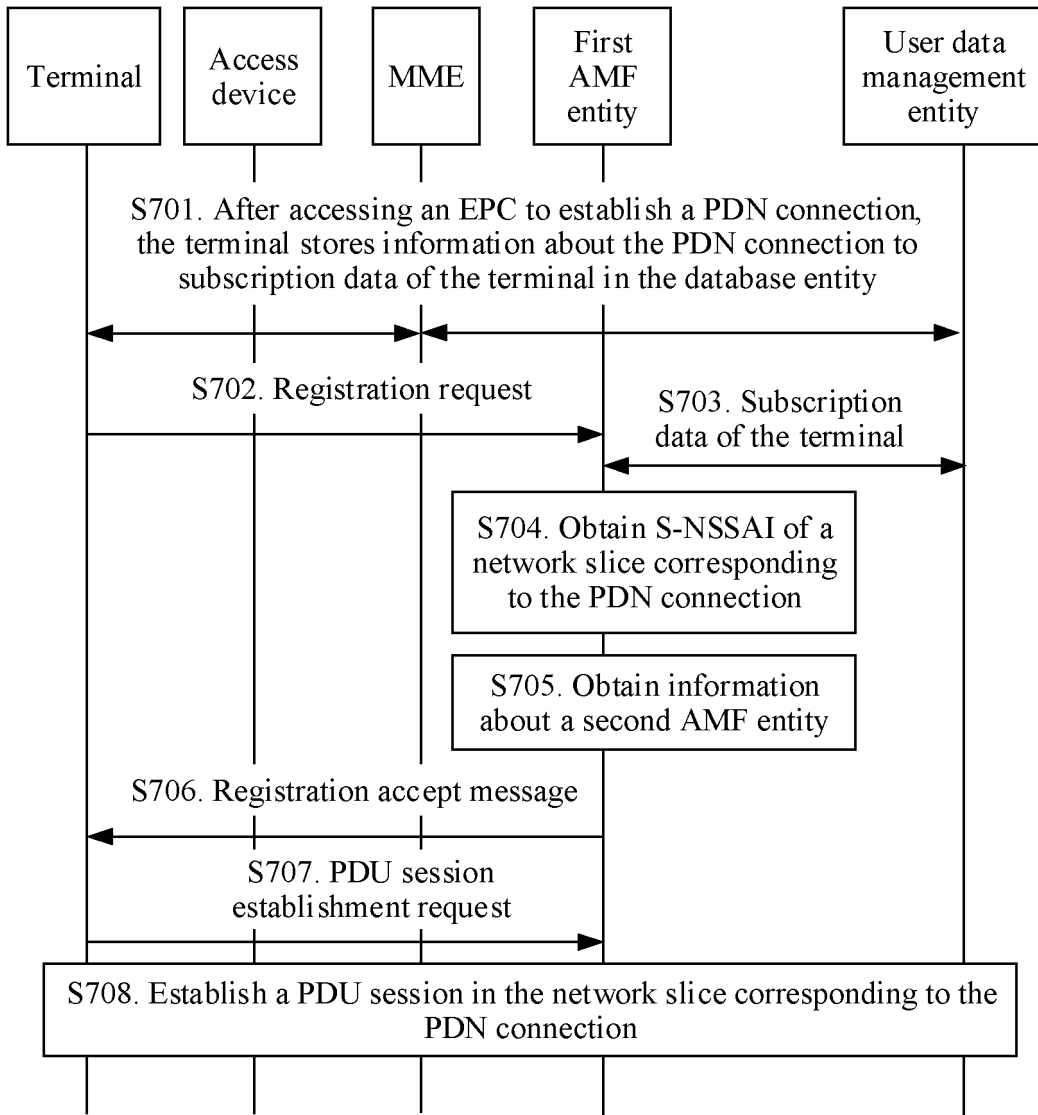 Terminal
Access
device
MME
First
AMF
entity
User data
management
entity
S701. After accessing an EPC to establish a PDN connection,
the terminal stores information about the PDN connection to
subscription data of the terminal in the database entity
S702. Registration request
S703. Subscription
data of the terminal
S704. Obtain S-NSSAI of a
network slice corresponding
to the PDN connection
S705. Obtain information
about a second AMF entity
S706. Registration accept message
S707. PDU session
establishment request
S708. Establish a PDU session in the network slice corresponding to the
PDN connection